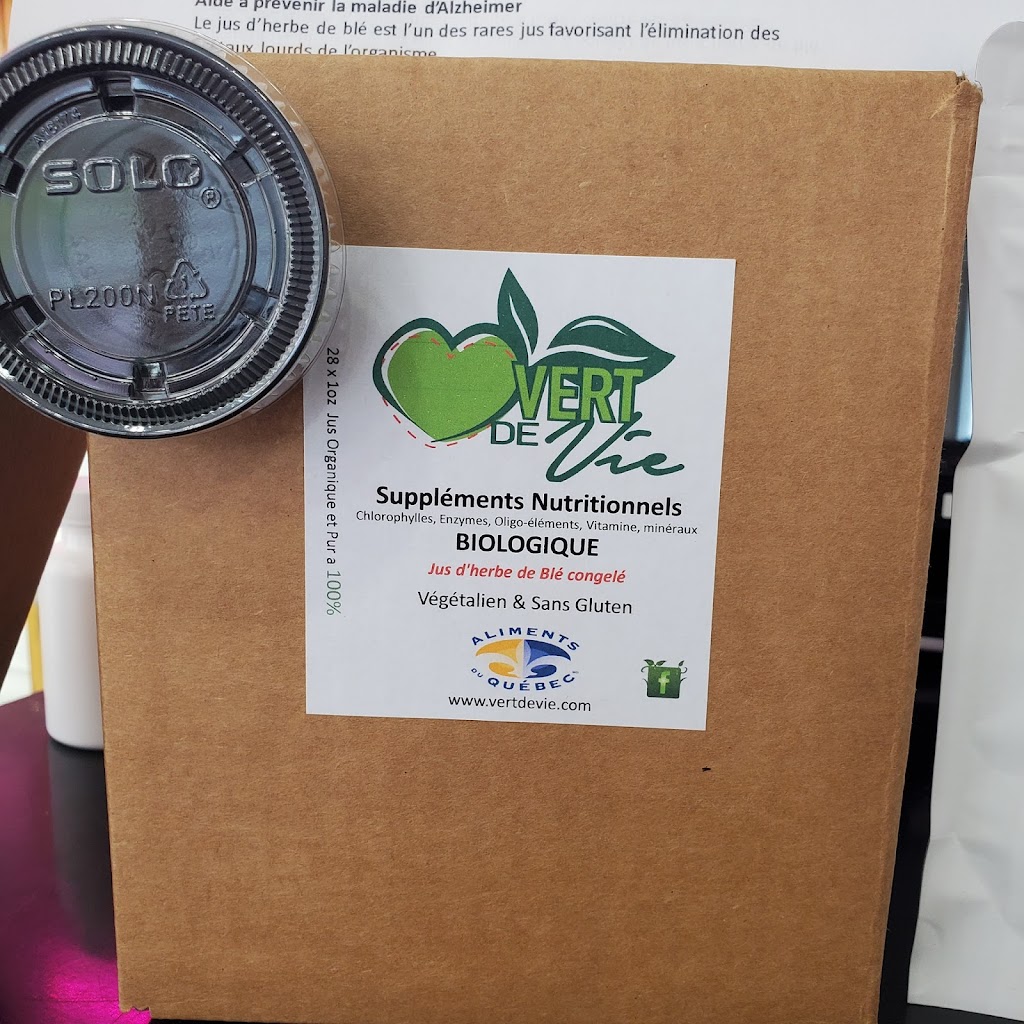 Aide à prévenir la maladie d'Alzheimer
Le jus d'herbe de blé est l'un des rares jus favorisant l'élimination des
lourds de l'organisme
SOLO®
PL200N
PETE
28 x 1oz Jus Organique et Pur a 100%
VERT
DE Vie
Suppléments Nutritionnels
Chlorophylles, Enzymes, Oligo-éléments, Vitamine, minéraux
BIOLOGIQUE
Jus d'herbe de Blé congelé
Végétalien & Sans Gluten
ALIMENTS
DU QUÉBEC
f
www.vertdevie.com